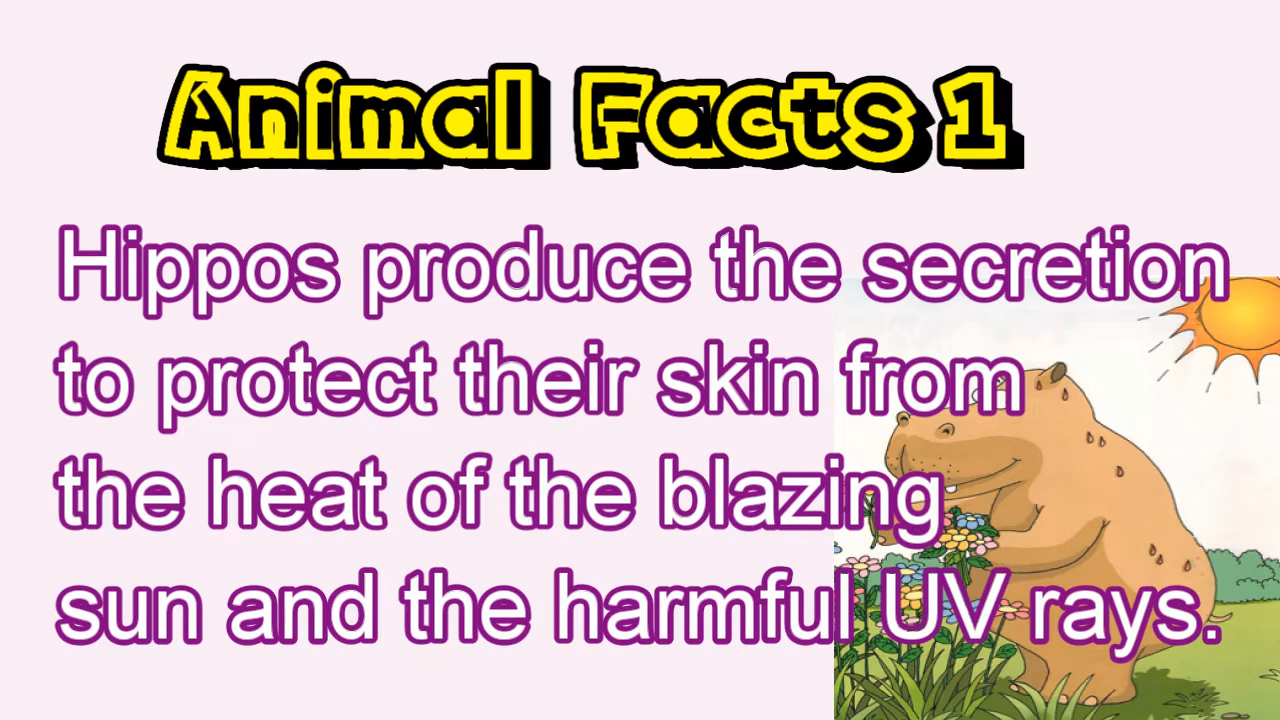 Animal Facts 1
Hippos produce the secretion
to protect their skin from
the heat of the blazing
sun and the harmful UV rays.